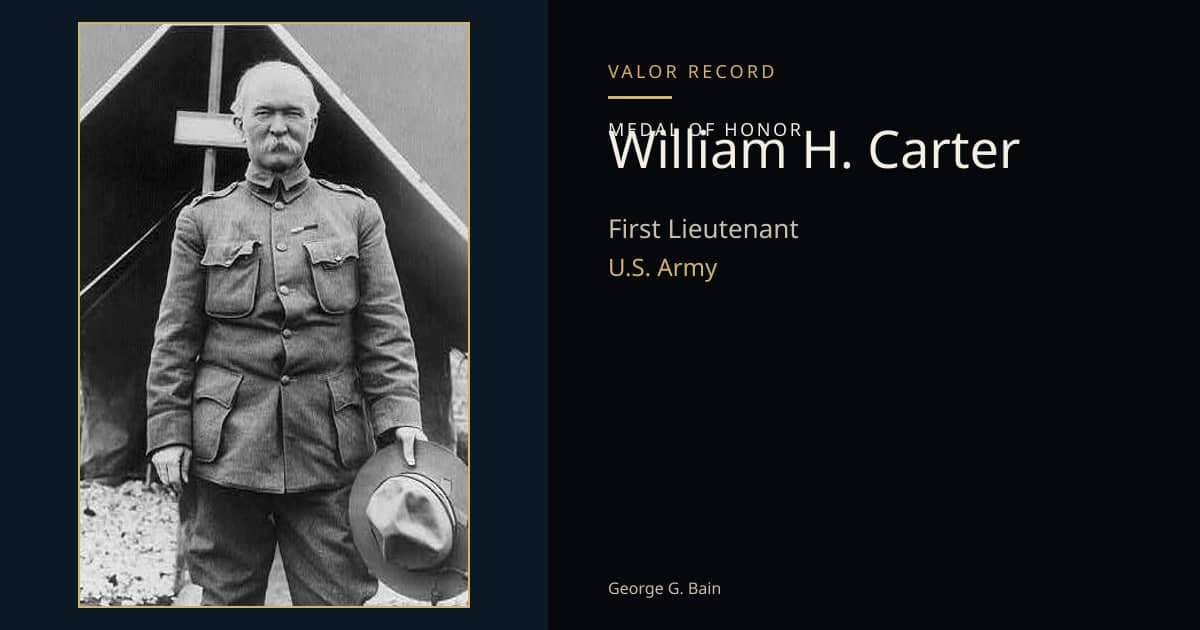 VALOR RECORD
MEDAL OF HONOR
William H. Carter
First Lieutenant
U.S. Army
George G. Bain